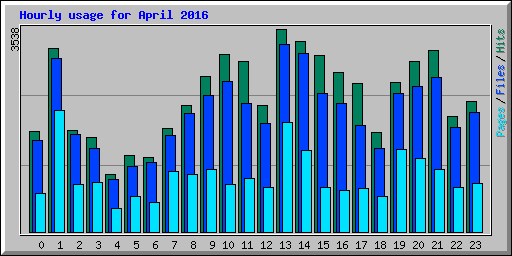 Hourly usage for April 2016
3538
Pages/Files/Hits
0 1 2 3 4 5 6 7 8 9 10 11 12 13 14 15 16 17 18 19 20 21 22 23